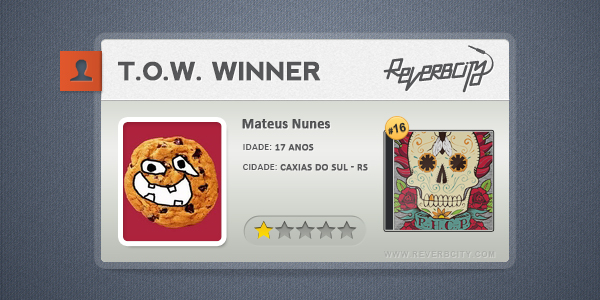 T.O.W. WINNER
Reverbcity
Mateus Nunes
IDADE: 17 ANOS
CIDADE: CAXIAS DO SUL - RS
#16
P.H.C.P
WWW.REVERBCITY.COM